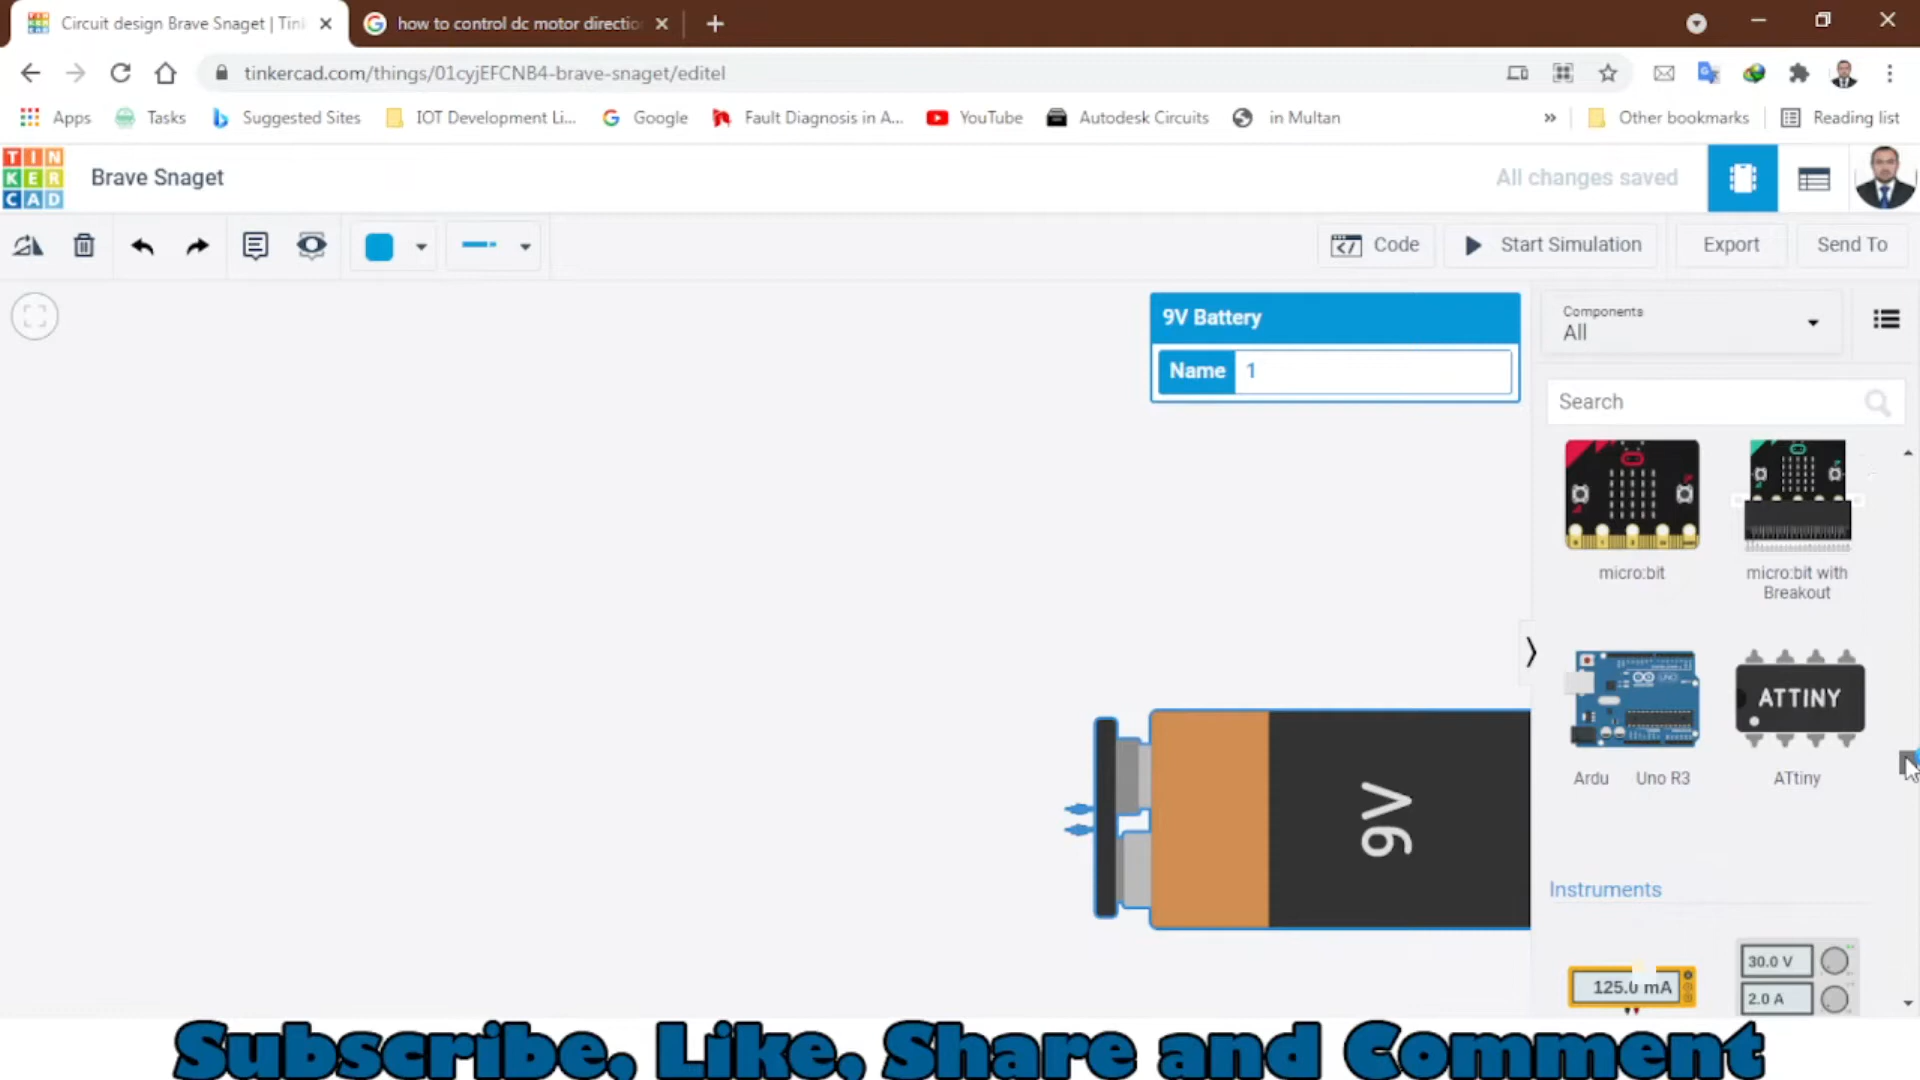 Circuit design Brave Snaget | Tin
how to control dc motor directio
tinkercad.com/things/01cyjEFCNB4-brave-snaget/editel
Apps
Tasks
Suggested Sites
IOT Development Li...
Google
Fault Diagnosis in A...
YouTube
Autodesk Circuits
in Multan
»
Other bookmarks
Reading list
TIN
KER
CAD
Brave Snaget
All changes saved
Code
Start Simulation
Export
Send To
9V Battery
Name 1
Components
All
Search
micro:bit
micro:bit with
Breakout
ATTINY
Ardu Uno R3
ATtiny
9V
Instruments
30.0 V
125.0 mA
2.0 A
Subscribe, Like, Share and Comment